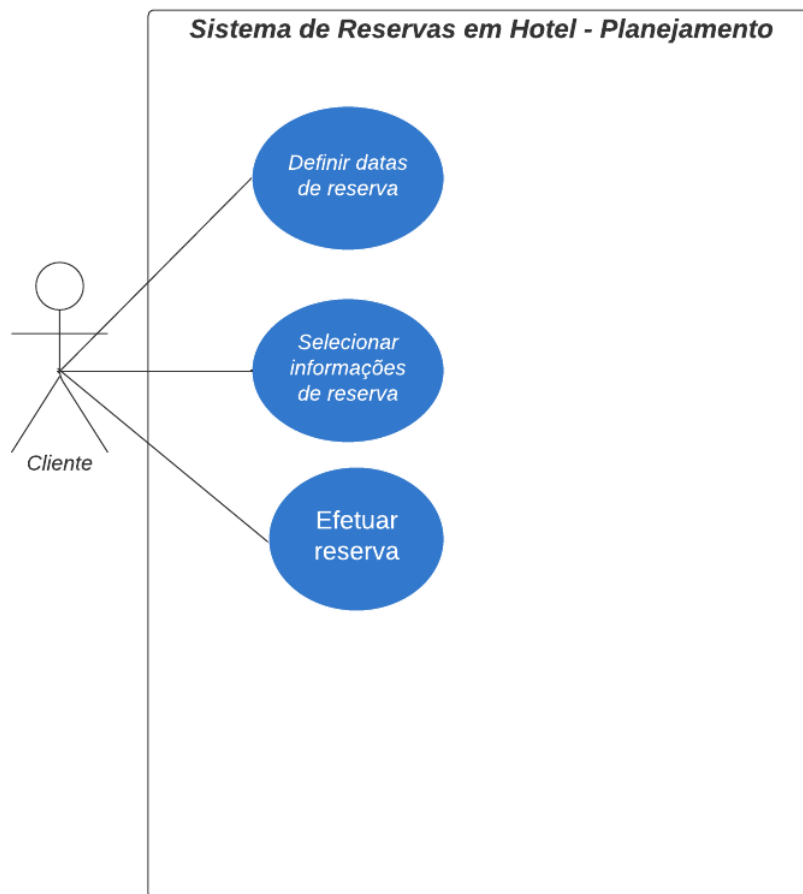 Sistema de Reservas em Hotel - Planejamento
Definir datas
de reserva
Selecionar
informações
de reserva
Cliente
Efetuar
reserva